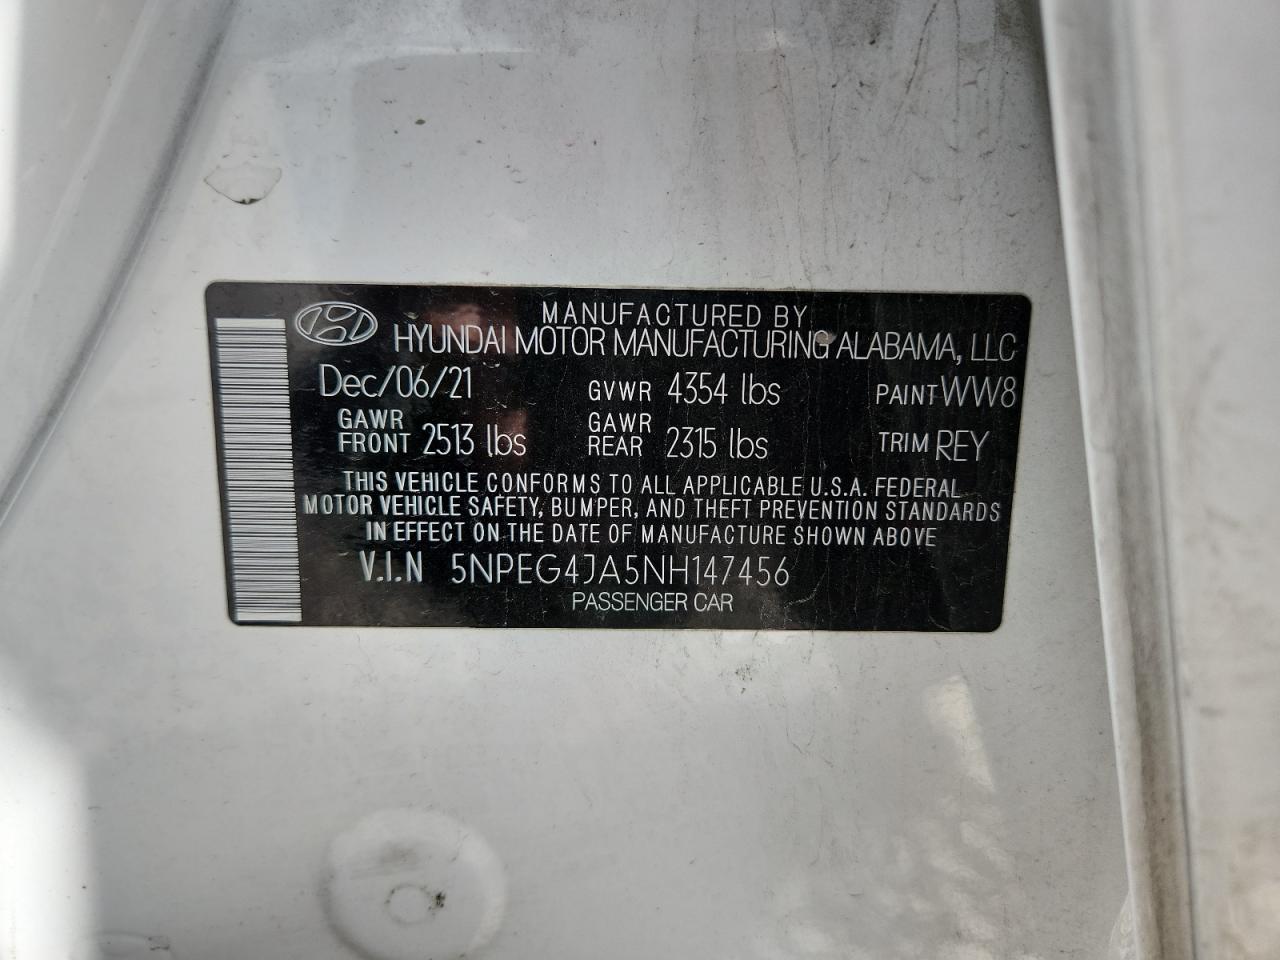 MANUFACTURED BY
HYUNDAI MOTOR MANUFACTURING ALABAMA, LLC
Dec/06/21 GVWR 4354 lbs PAINT WW8
GAWR FRONT 2513 lbs GAWR REAR 2315 lbs TRIM REY
THIS VEHICLE CONFORMS TO ALL APPLICABLE U.S.A. FEDERAL
MOTOR VEHICLE SAFETY, BUMPER, AND THEFT PREVENTION STANDARDS
IN EFFECT ON THE DATE OF MANUFACTURE SHOWN ABOVE
V.I.N 5NPEG4JA5NH147456
PASSENGER CAR